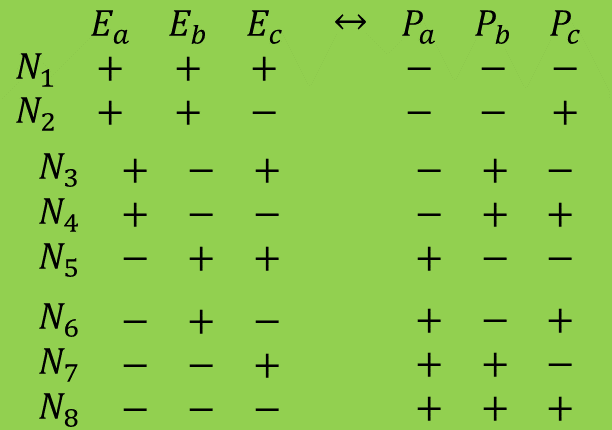 E_a E_b E_c ↔ P_a P_b P_c
N_1 + + + − − −
N_2 + + − − − +
N_3 + − + − + −
N_4 + − − − + +
N_5 − + + + − −
N_6 − + − + − +
N_7 − − + + + −
N_8 − − − + + +